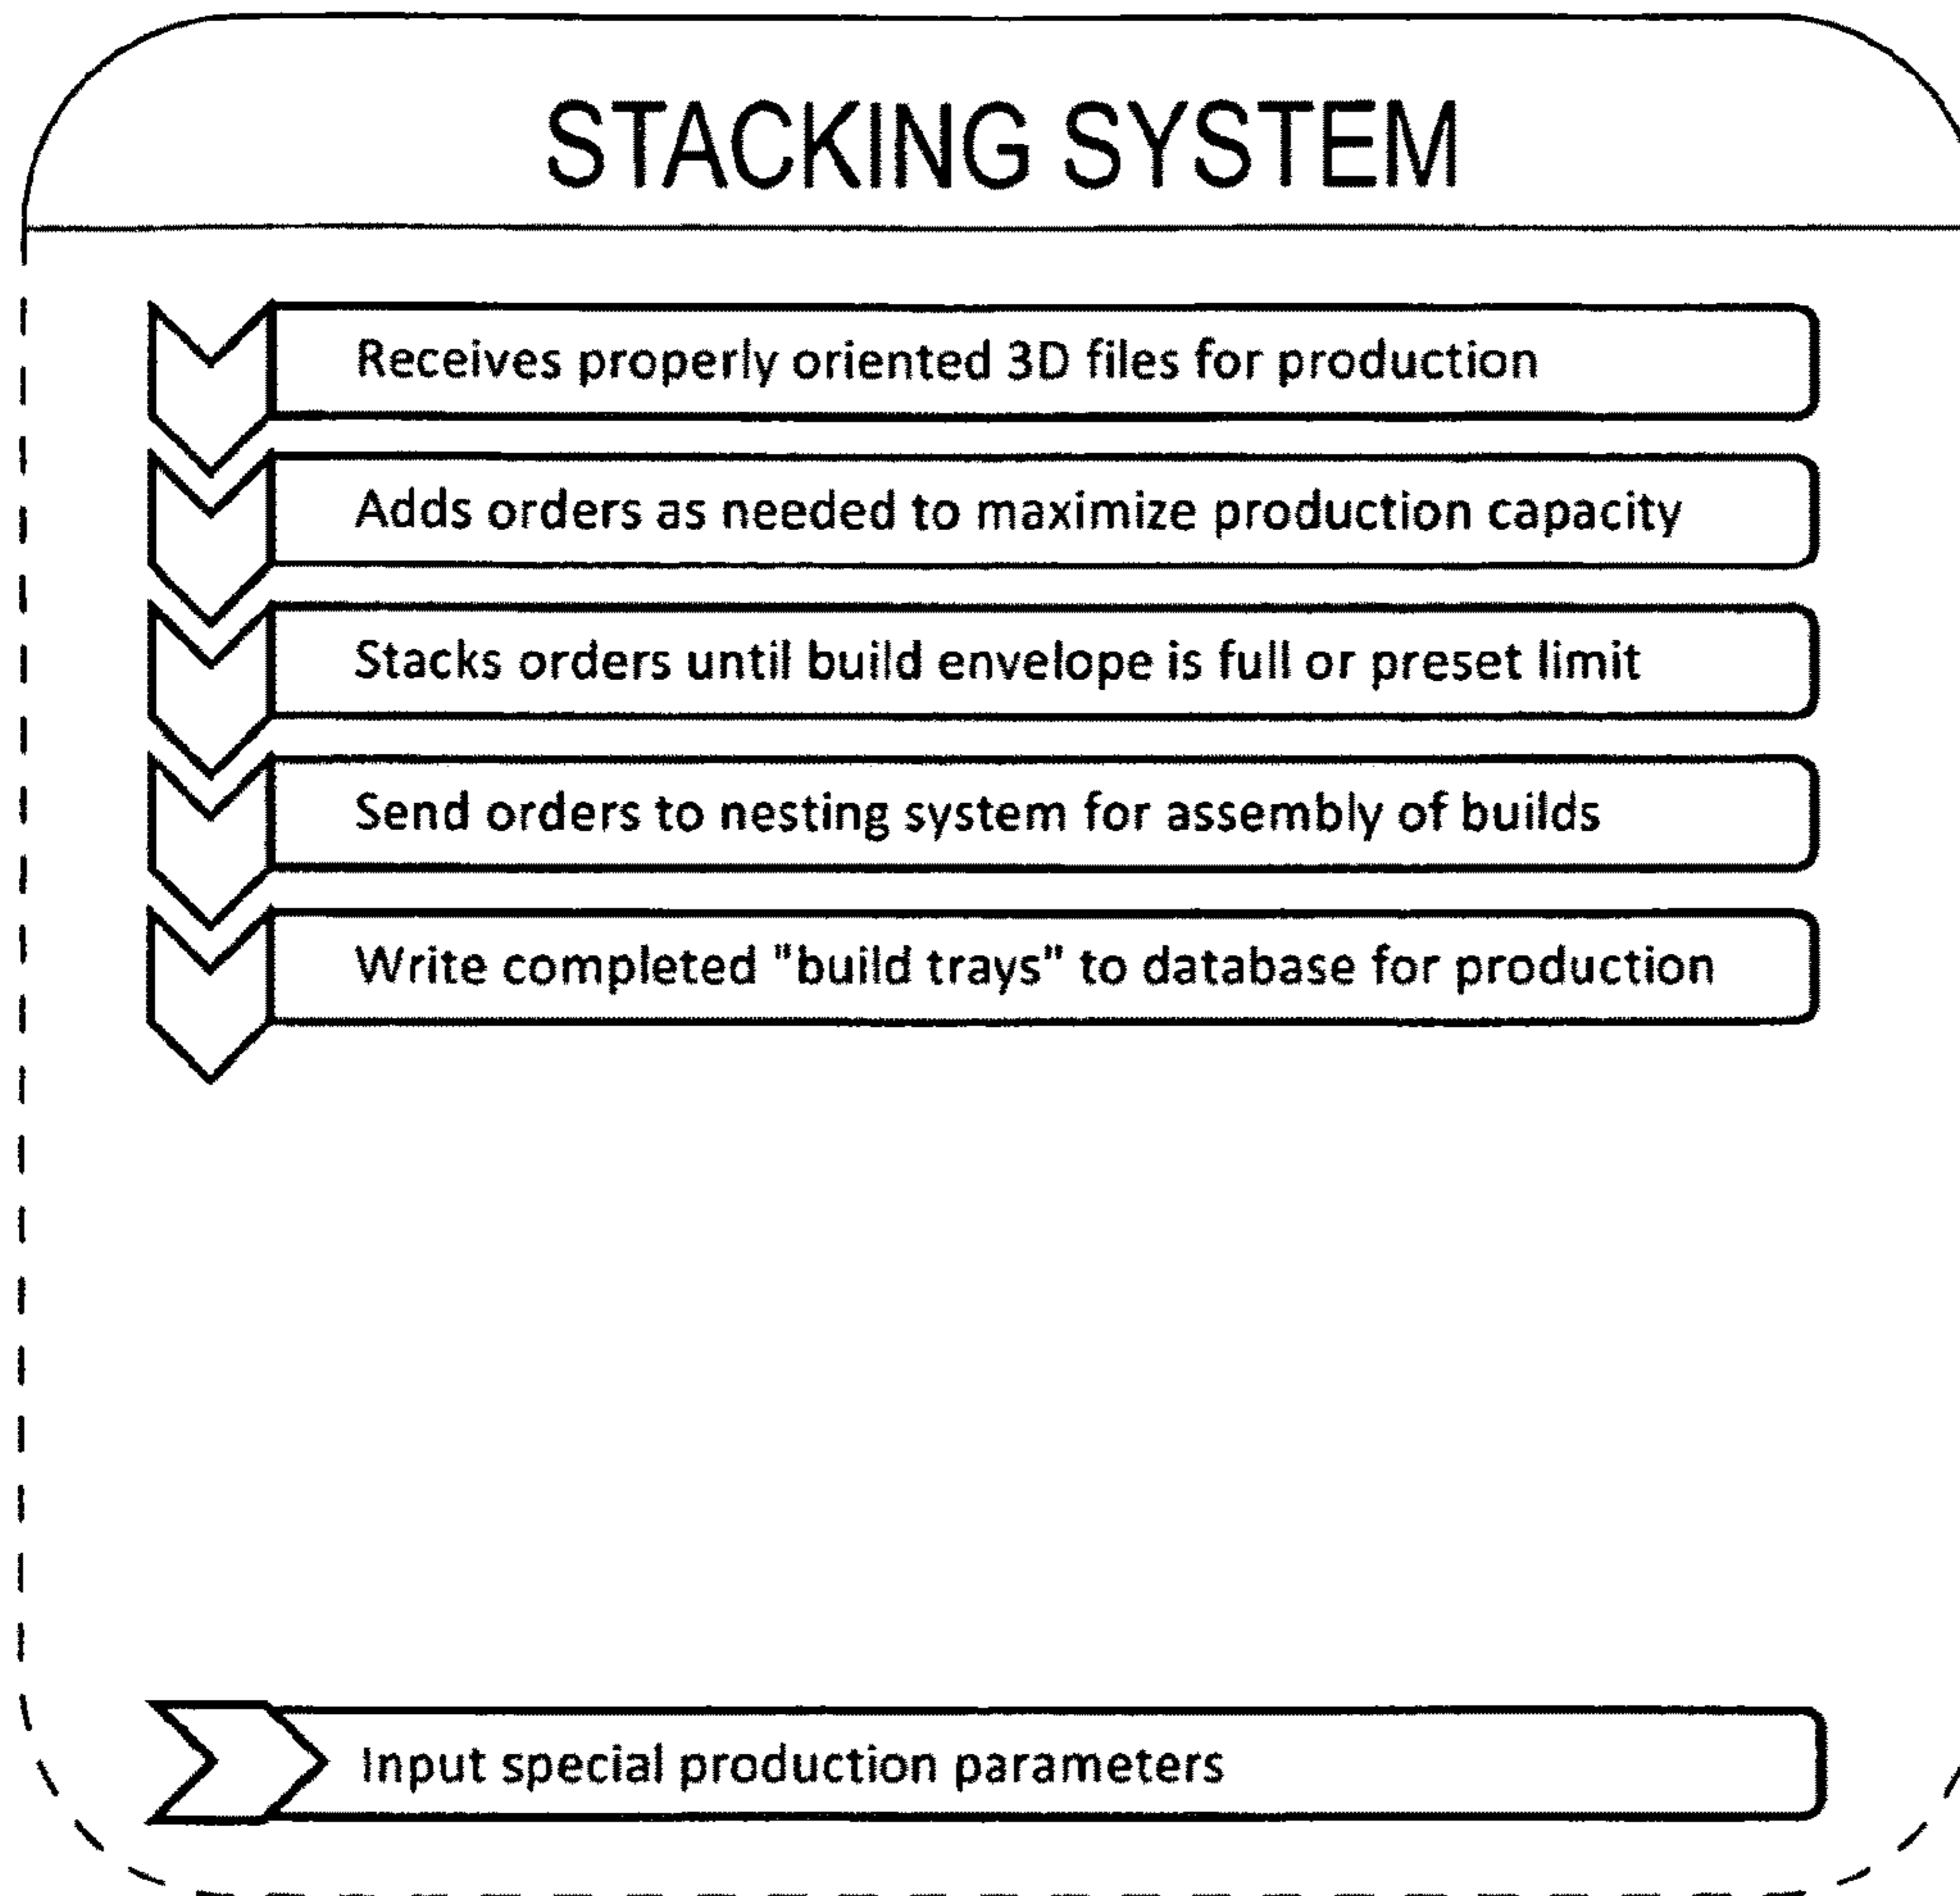 STACKING SYSTEM
Receives properly oriented 3D files for production
Adds orders as needed to maximize production capacity
Stacks orders until build envelope is full or preset limit
Send orders to nesting system for assembly of builds
Write completed "build trays" to database for production
Input special production parameters